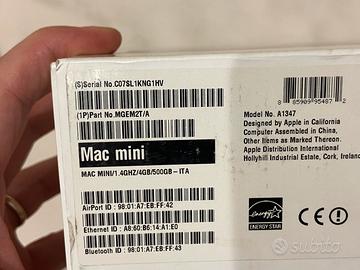 (S)Serial No. C07SL1KNG1HV
(1P)Part No. MGEM2T/A
Mac mini
MAC MINI/1.4GHZ/4GB/500GB - ITA
AirPort ID : 98:01:A7:EB:FF:42
Ethernet ID : A8:60:B6:14:A1:E0
Bluetooth ID : 98:01:A7:EB:FF:43
8 85909 95487 2
Model No.: A1347
Designed by Apple in California
Computer Assembled in China,
Other Items as Marked Thereon.
Apple Distribution International
Hollyhill Industrial Estate, Cork, Ireland
energy
ENERGY STAR
CE
subito